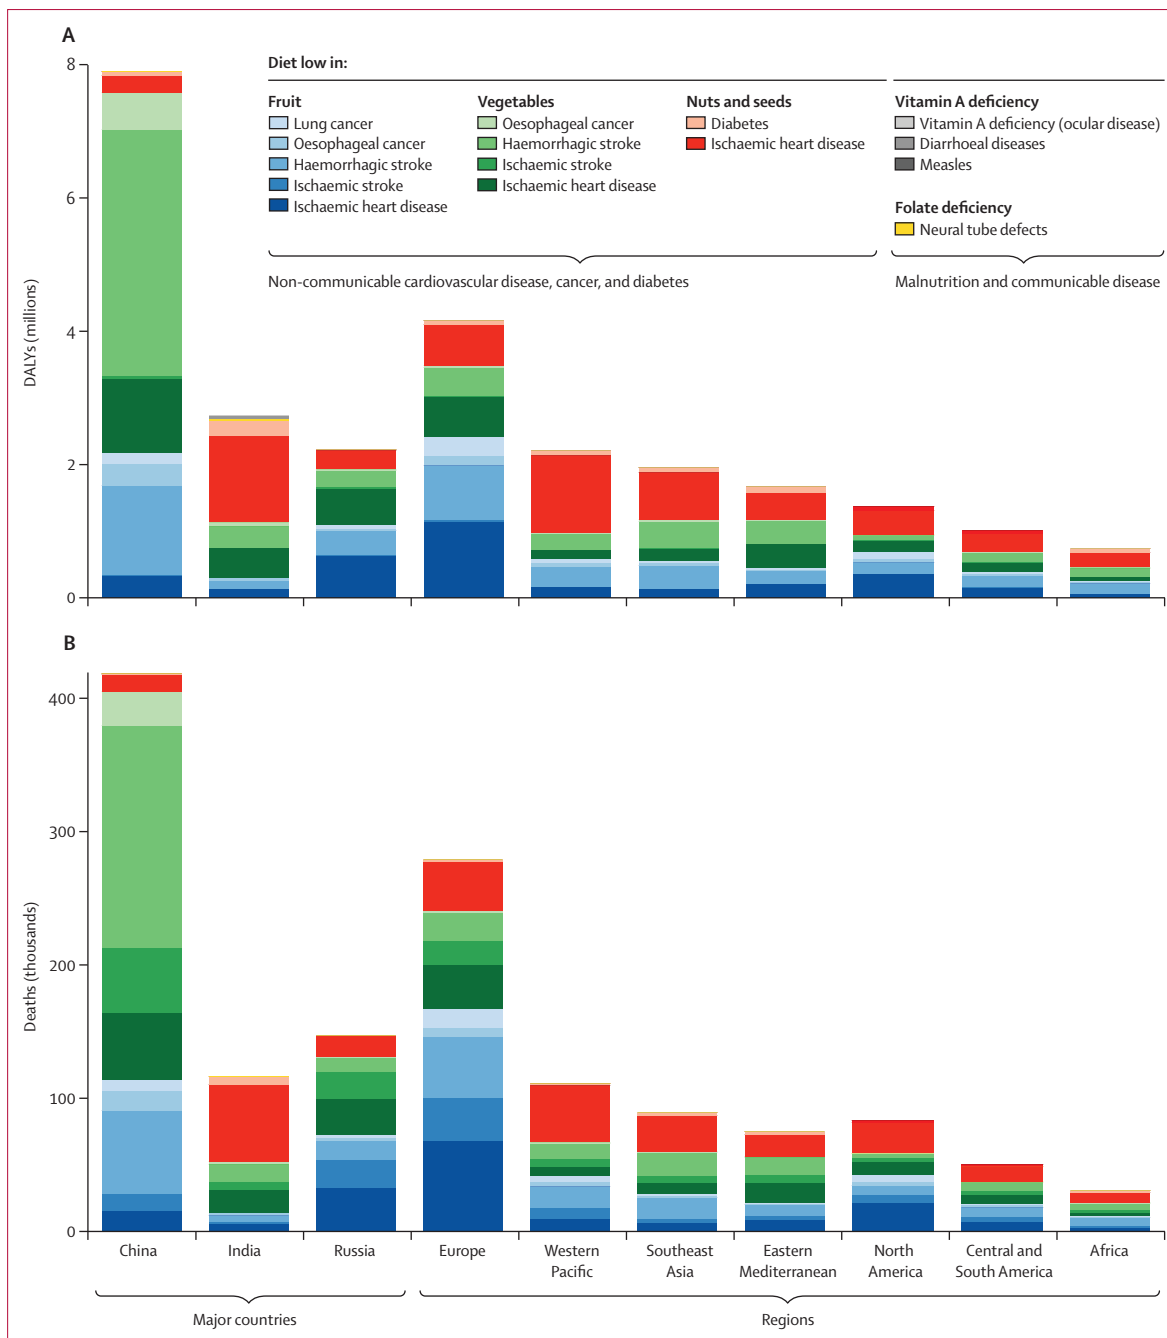 A
8
6
4
2
0
DALYs (millions)
Diet low in:
Fruit
Lung cancer
Oesophageal cancer
Haemorrhagic stroke
Ischaemic stroke
Ischaemic heart disease
Vegetables
Oesophageal cancer
Haemorrhagic stroke
Ischaemic stroke
Ischaemic heart disease
Nuts and seeds
Diabetes
Ischaemic heart disease
Vitamin A deficiency
Vitamin A deficiency (ocular disease)
Diarrhoeal diseases
Measles
Folate deficiency
Neural tube defects
Non-communicable cardiovascular disease, cancer, and diabetes
Malnutrition and communicable disease
B
400
300
200
100
0
Deaths (thousands)
China
India
Russia
Europe
Western
Pacific
Southeast
Asia
Eastern
Mediterranean
North
America
Central and
South America
Africa
Major countries
Regions